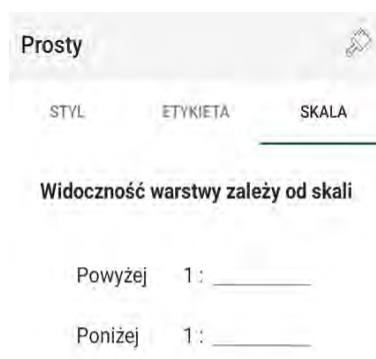 Prosty
STYL ETYKIETA SKALA
Widoczność warstwy zależy od skali
Powyżej 1:
Poniżej 1: